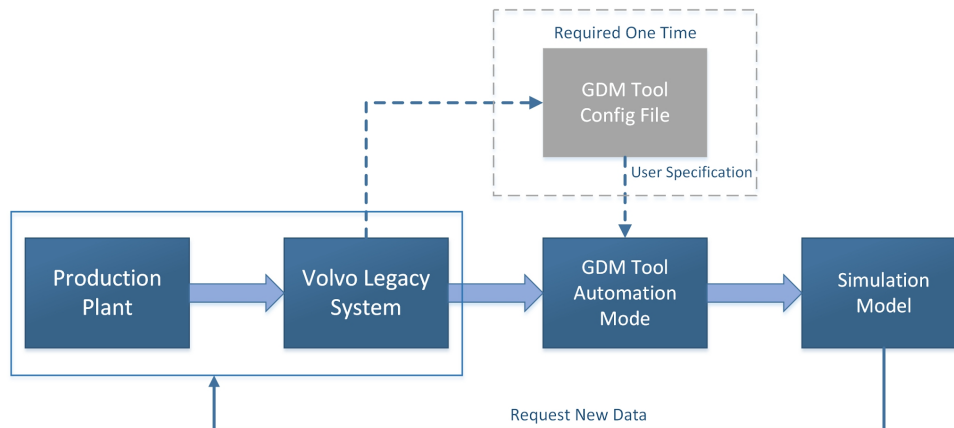 Required One Time
GDM Tool
Config File
User Specification
Production
Plant
Volvo Legacy
System
GDM Tool
Automation
Mode
Simulation
Model
Request New Data